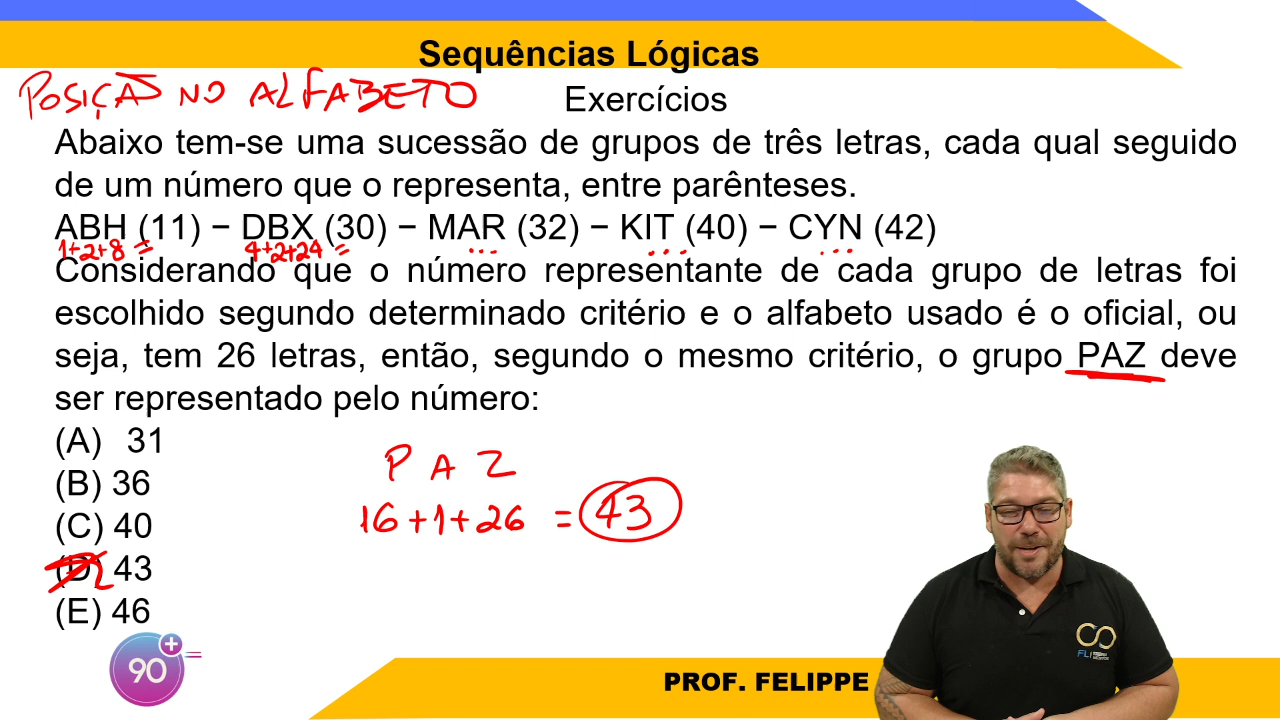 Sequências Lógicas
POSIÇÃO NO ALFABETO
Exercícios
Abaixo tem-se uma sucessão de grupos de três letras, cada qual seguido
de um número que o representa, entre parênteses.
ABH (11) − DBX (30) − MAR (32) − KIT (40) − CYN (42)
1+2+8 = 4+2+24 = ... ... ...
Considerando que o número representante de cada grupo de letras foi
escolhido segundo determinado critério e o alfabeto usado é o oficial, ou
seja, tem 26 letras, então, segundo o mesmo critério, o grupo PAZ deve
ser representado pelo número:
(A) 31
(B) 36
(C) 40
(D) 43
(E) 46
P A Z
16+1+26 = 43
90+
FL
PROF. FELIPPE